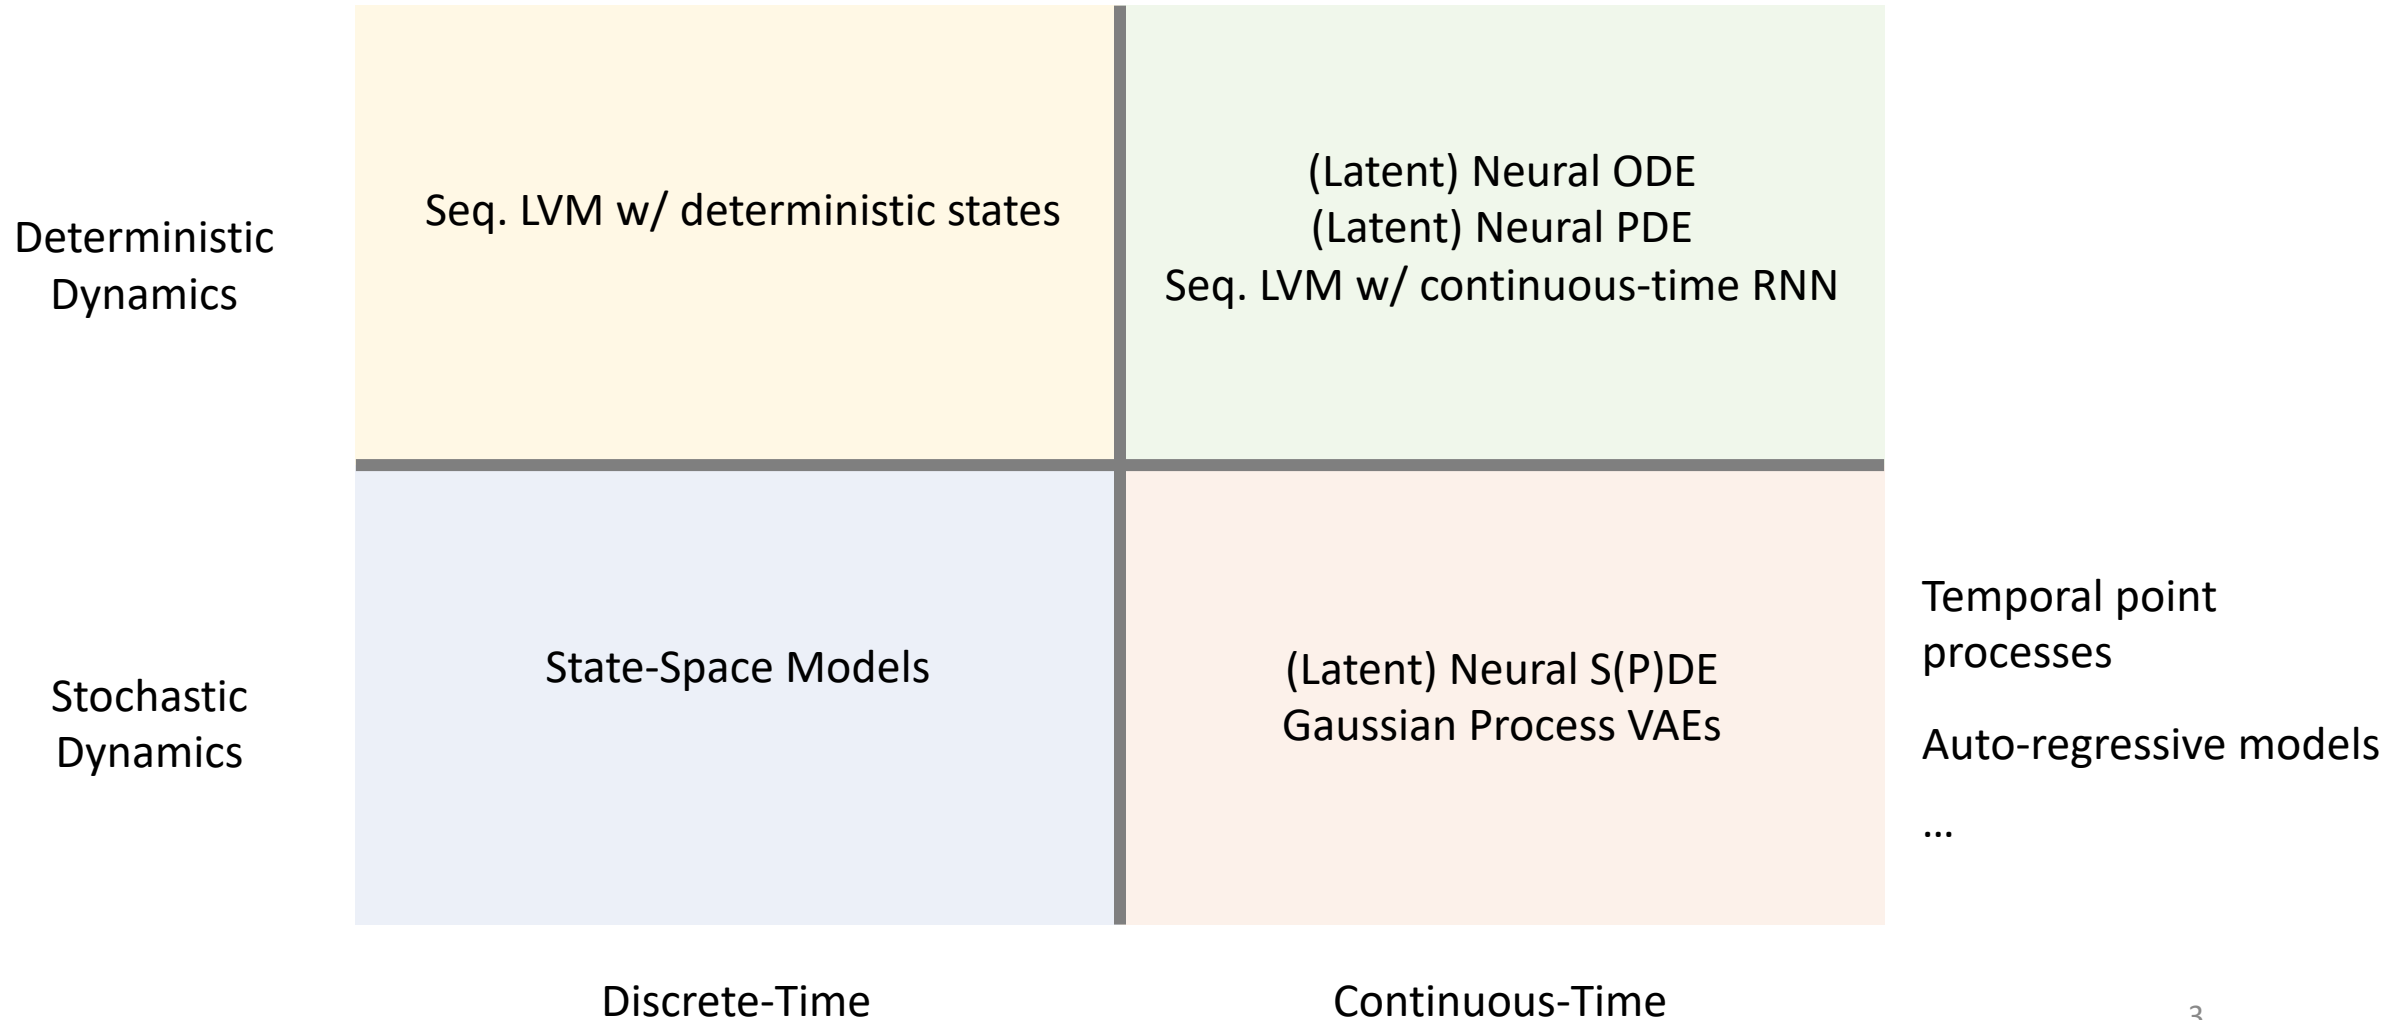 Deterministic
Dynamics
Seq. LVM w/ deterministic states
(Latent) Neural ODE
(Latent) Neural PDE
Seq. LVM w/ continuous-time RNN
Stochastic
Dynamics
State-Space Models
(Latent) Neural S(P)DE
Gaussian Process VAEs
Temporal point
processes
Auto-regressive models
...
Discrete-Time
Continuous-Time
3